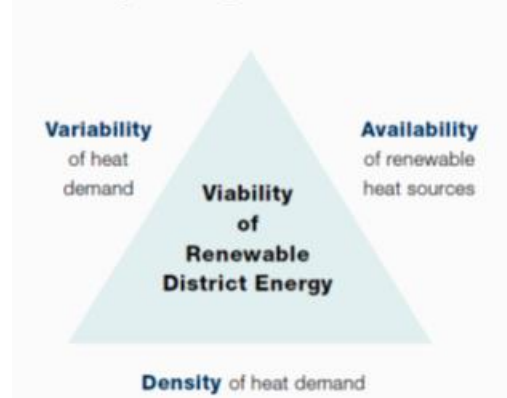 Variability
of heat
demand
Availability
of renewable
heat sources
Viability
of
Renewable
District Energy
Density of heat demand